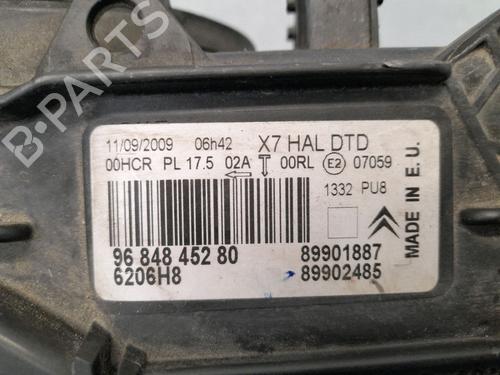 B-PARTS
11/09/2009 06h42 X7 HAL DTD
00HCR PL 17.5 02A 00RL E2 07059
1332 PU8
MADE IN E.U.
96 848 452 80 89901887
6206H8 89902485